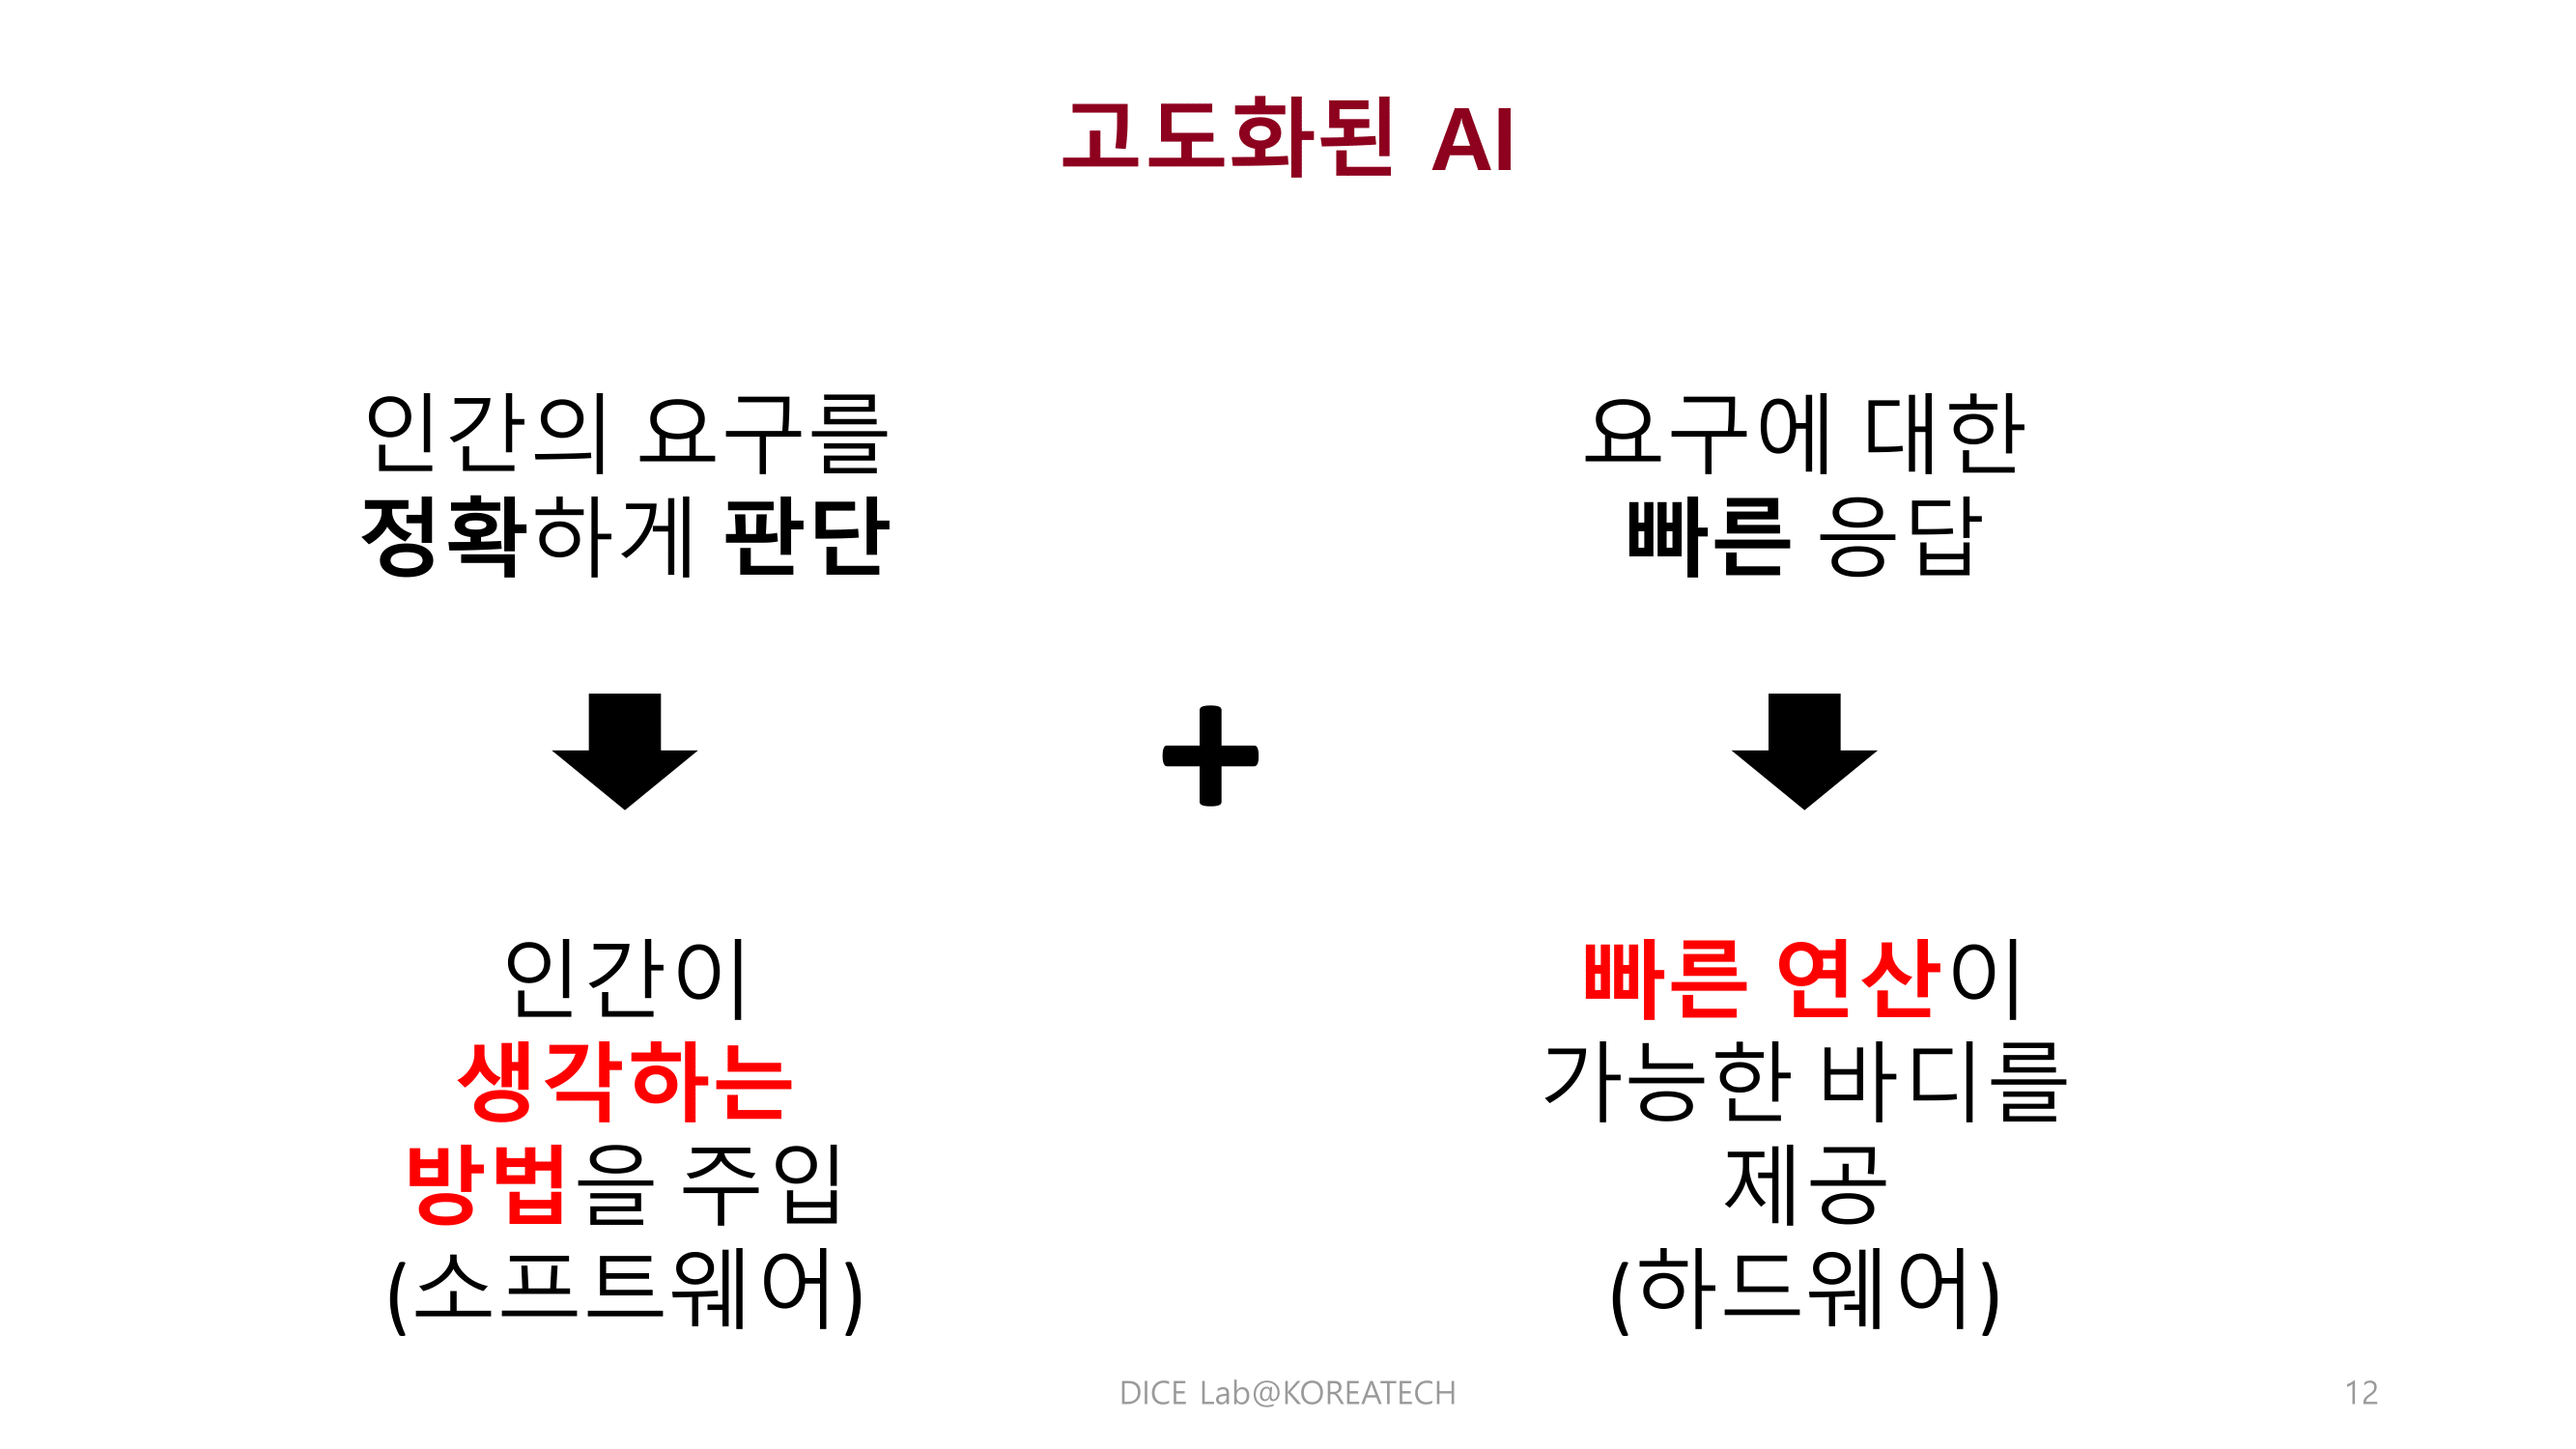 고도화된 AI
인간의 요구를
정확하게 판단
인간이
생각하는
방법을 주입
(소프트웨어)
+
요구에 대한
빠른 응답
빠른 연산이
가능한 바디를
제공
(하드웨어)
DICE Lab@KOREATECH
12